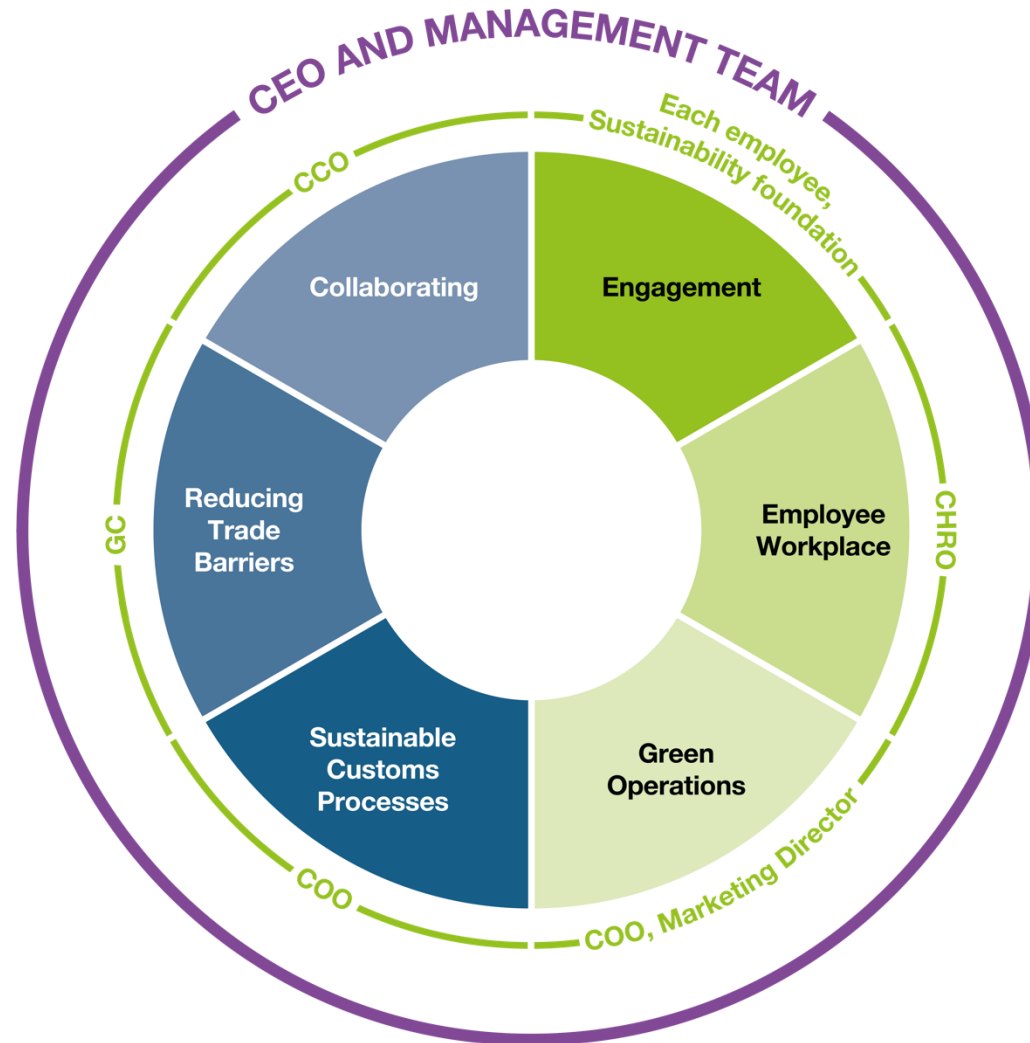 CEO AND MANAGEMENT TEAM
Each employee,
Sustainability foundation
CCO
Collaborating
Engagement
GC
Reducing
Trade
Barriers
Employee
Workplace
CHRO
Sustainable
Customs
Processes
Green
Operations
COO
COO, Marketing Director